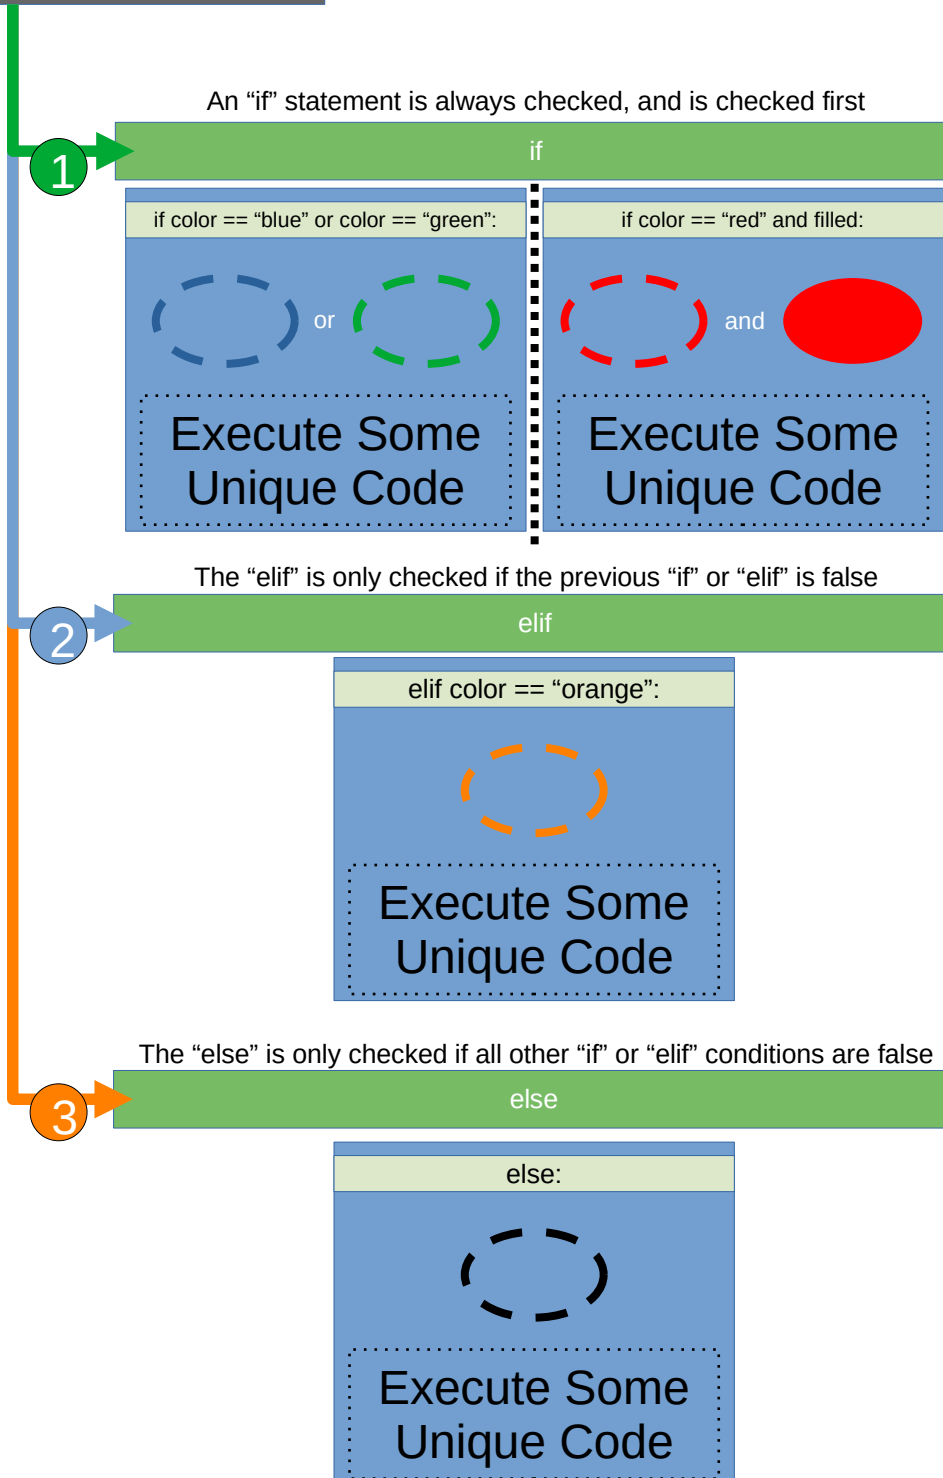 An “if” statement is always checked, and is checked first
1
if
if color == “blue” or color == “green”:
or
Execute Some
Unique Code
if color == “red” and filled:
and
Execute Some
Unique Code
The “elif” is only checked if the previous “if” or “elif” is false
2
elif
elif color == “orange”:
Execute Some
Unique Code
The “else” is only checked if all other “if” or “elif” conditions are false
3
else
else:
Execute Some
Unique Code